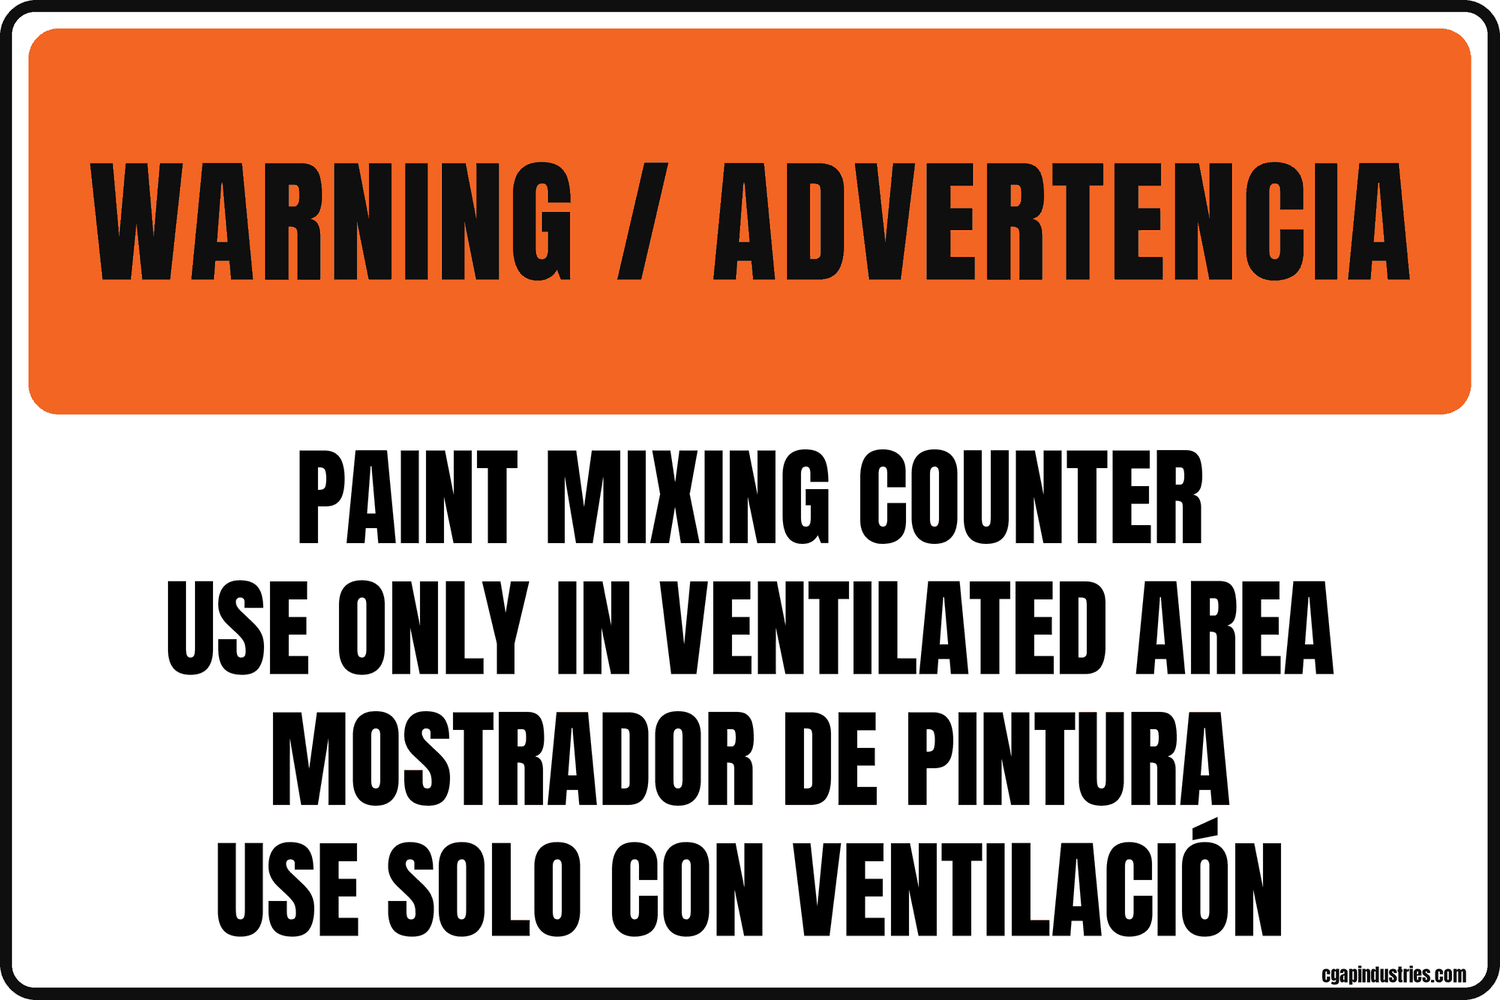 WARNING / ADVERTENCIA
PAINT MIXING COUNTER
USE ONLY IN VENTILATED AREA
MOSTRADOR DE PINTURA
USE SOLO CON VENTILACIÓN
cgapindustries.com